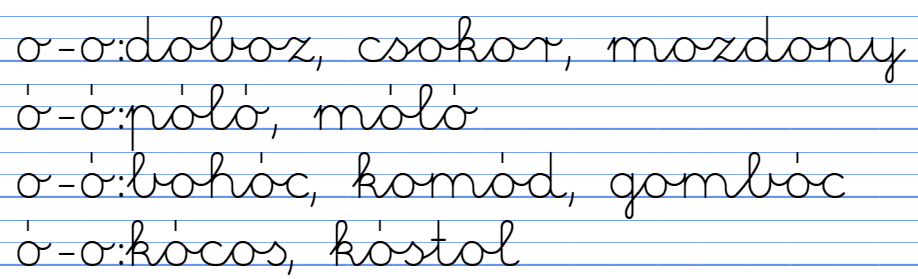 o-o:doboz, csokor, mozdony
ó-ó:póló, móló
o-ó:bohóc, komód, gombóc
ó-o:kócos, kóstol